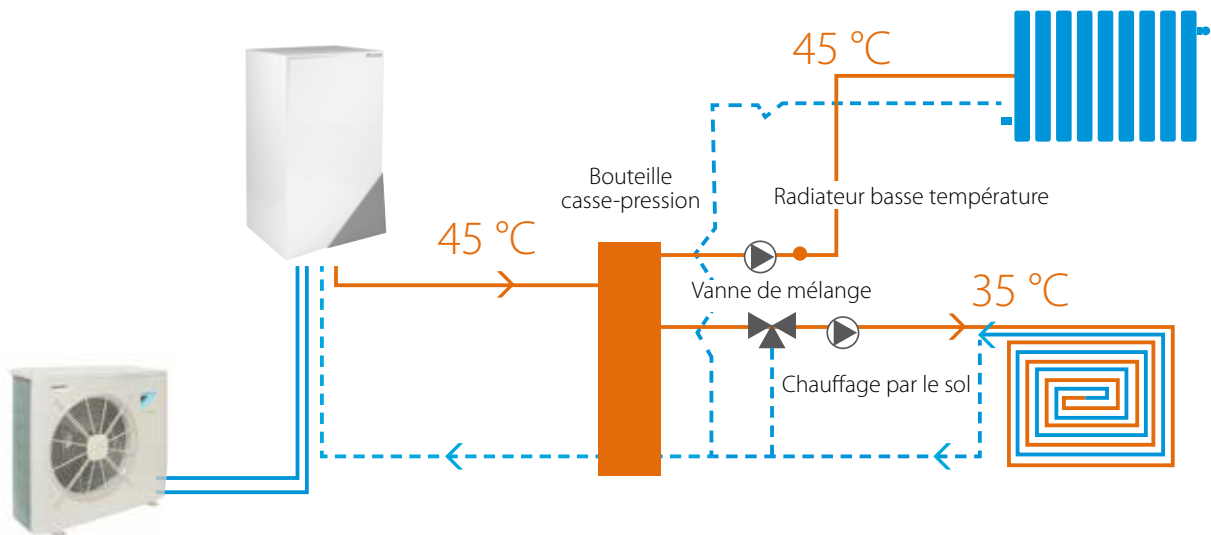 45 °C
Bouteille
casse-pression
Radiateur basse température
45 °C
Vanne de mélange
35 °C
Chauffage par le sol